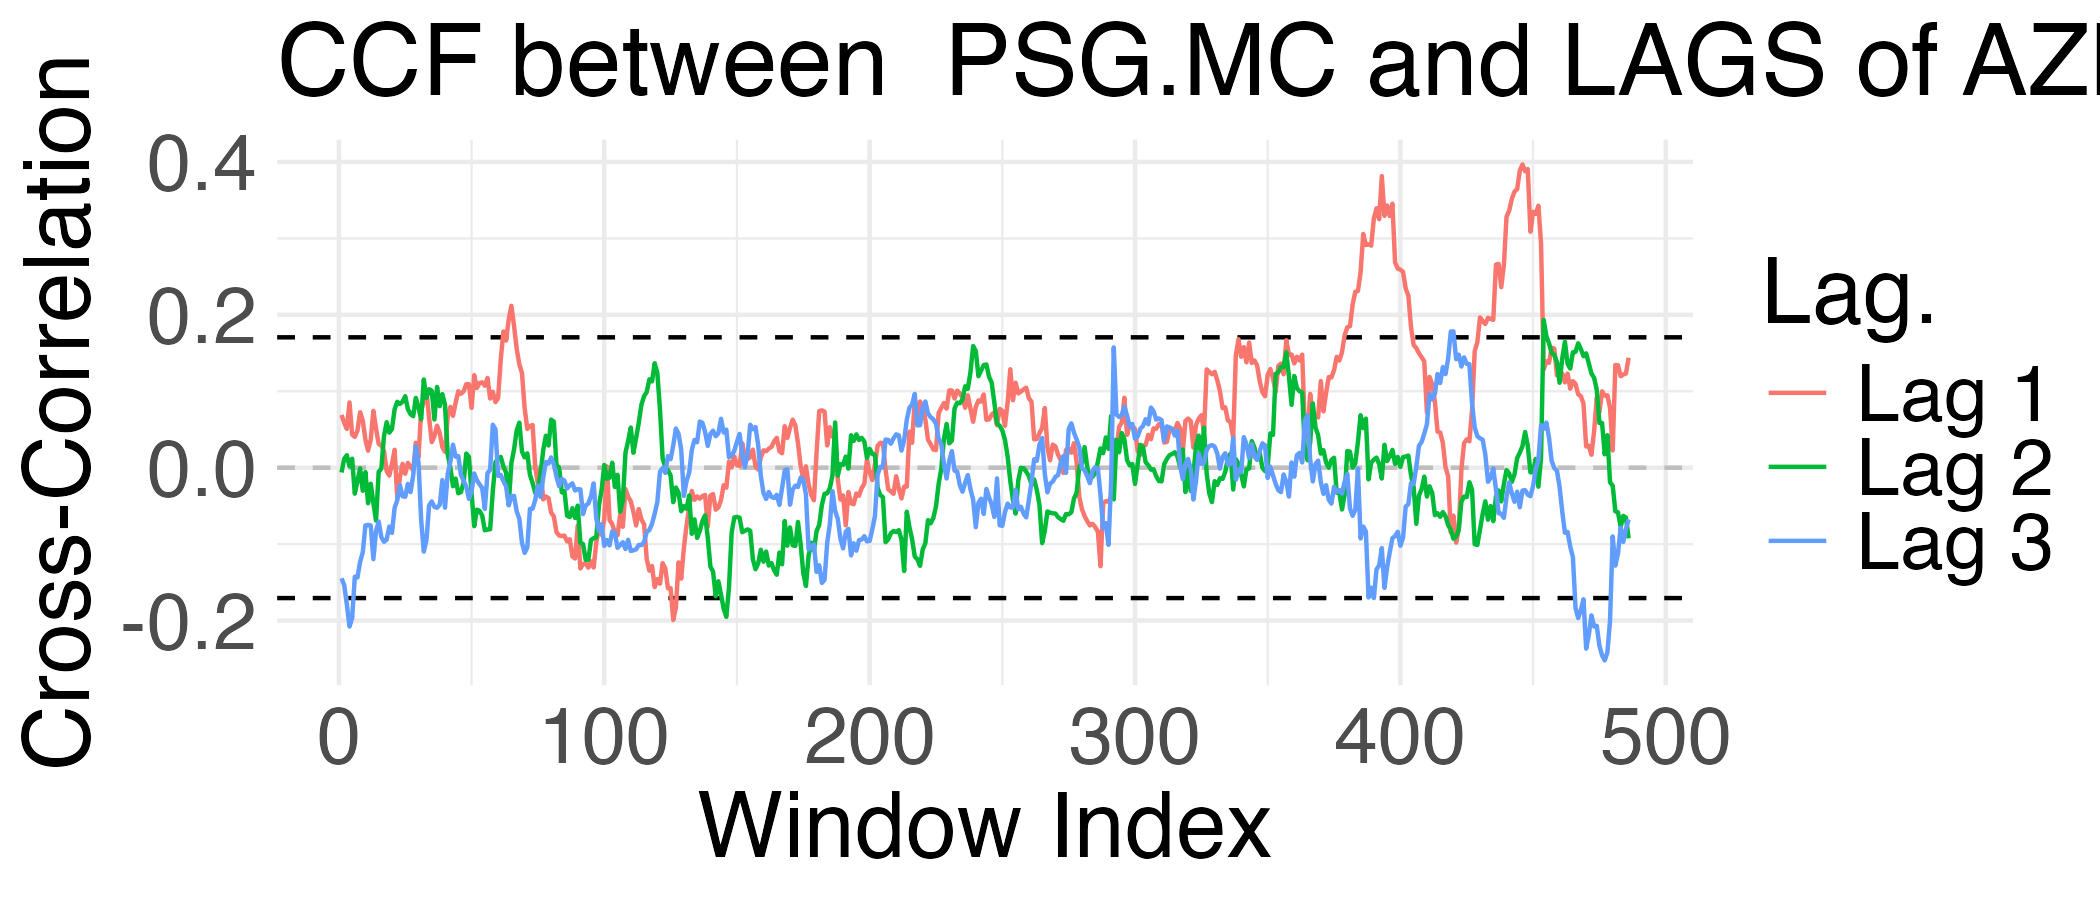 CCF between PSG.MC and LAGS of
Cross-Correlation
0.4
0.2
0.0
-0.2
0
100
200
300
400
500
Window Index
Lag.
Lag 1
Lag 2
Lag 3